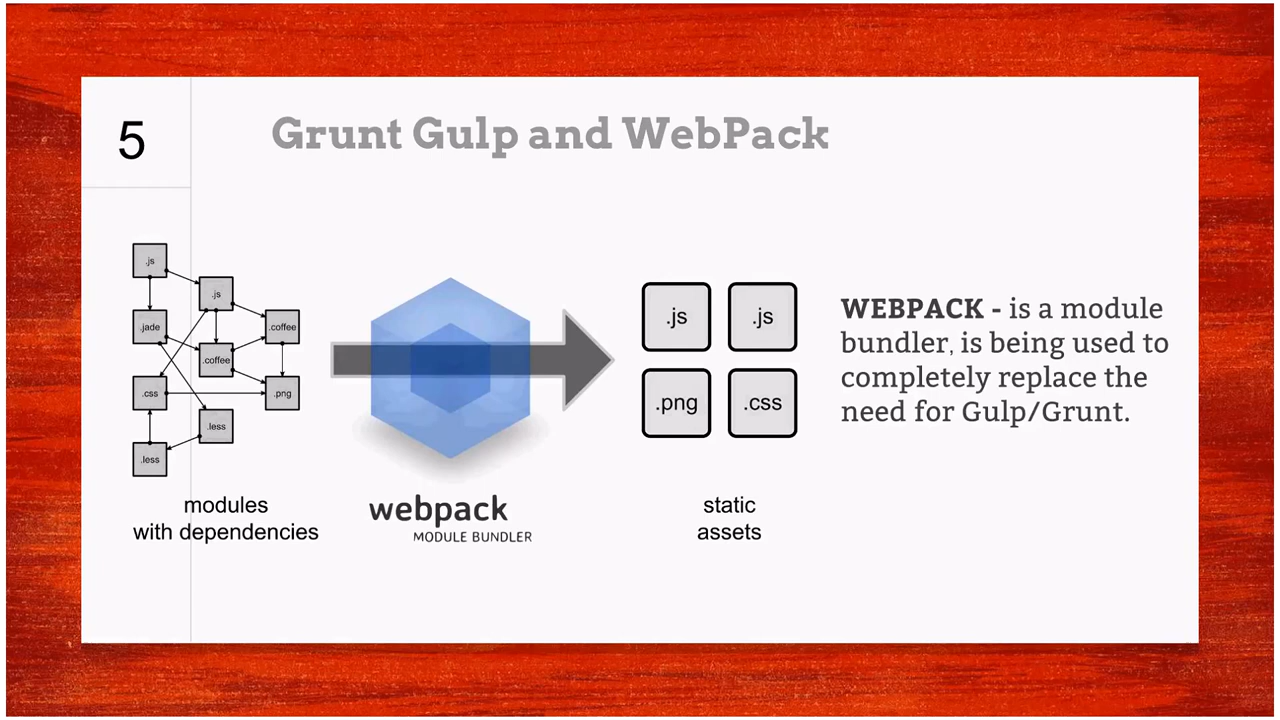 5
Grunt Gulp and WebPack
.js
.js
.jade
.coffee
.coffee
.css
.png
.less
.less
modules
with dependencies
webpack
MODULE BUNDLER
.js
.js
.png
.css
static
assets
WEBPACK - is a module
bundler, is being used to
completely replace the
need for Gulp/Grunt.